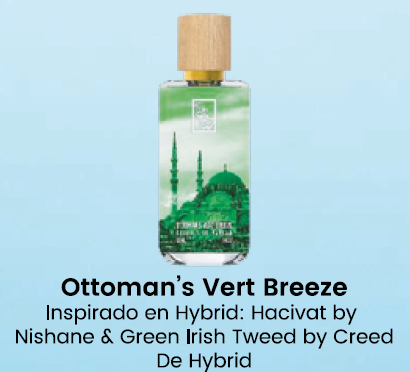 Ottoman's Vert Breeze
Inspirado en Hybrid: Hacivat by
Nishane & Green Irish Tweed by Creed
De Hybrid